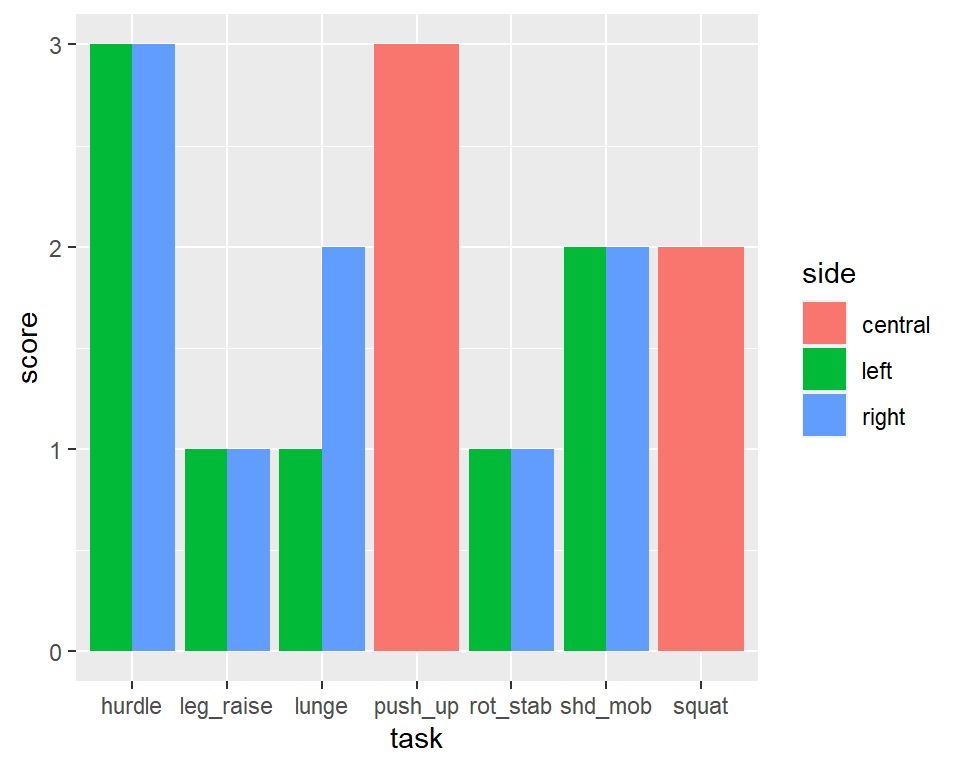 score
3
2
1
0
hurdle leg_raise lunge push_up rot_stab shd_mob squat
task
side
central
left
right